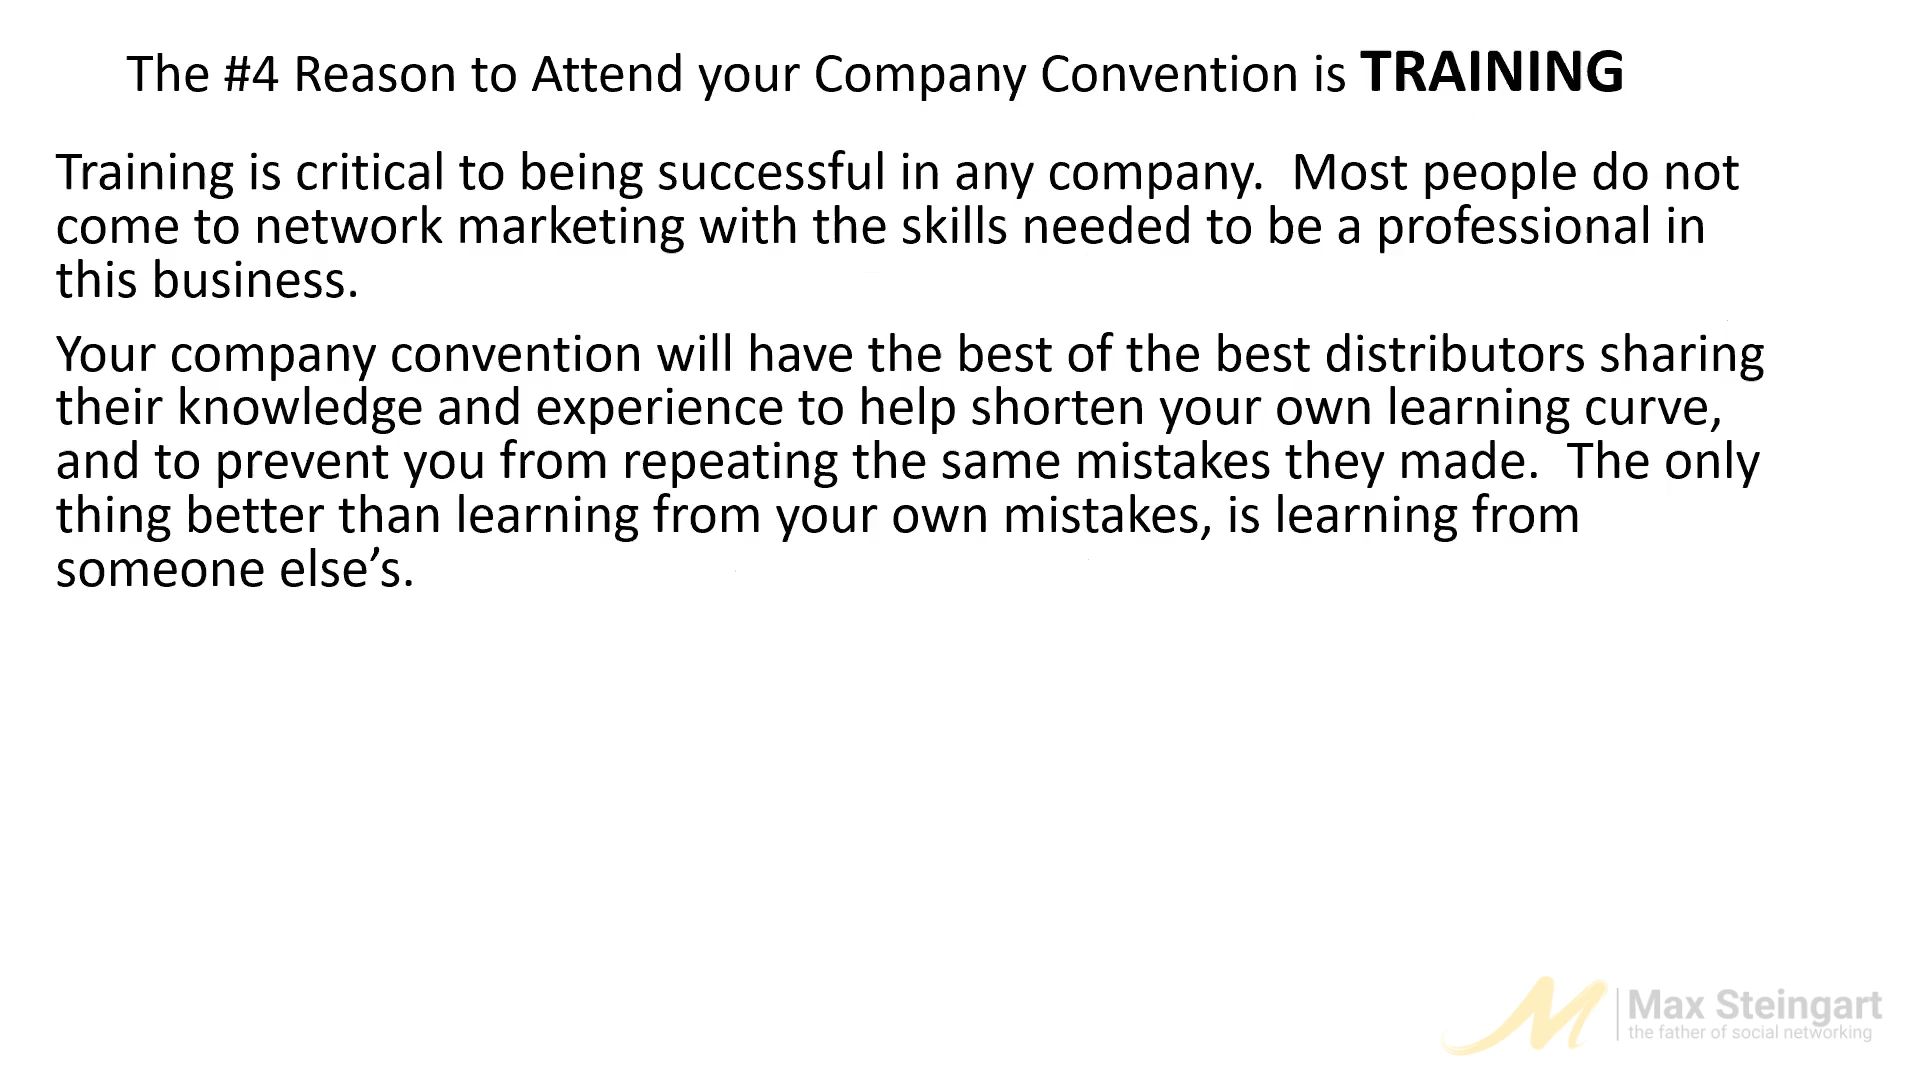 The #4 Reason to Attend your Company Convention is TRAINING
Training is critical to being successful in any company.  Most people do not
come to network marketing with the skills needed to be a professional in
this business.
Your company convention will have the best of the best distributors sharing
their knowledge and experience to help shorten your own learning curve,
and to prevent you from repeating the same mistakes they made.  The only
thing better than learning from your own mistakes, is learning from
someone else’s.
M
Max Steingart
the father of social networking